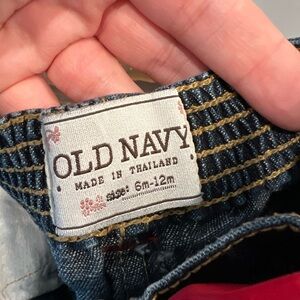 OLD NAVY
MADE IN THAILAND
size: 6m-12m